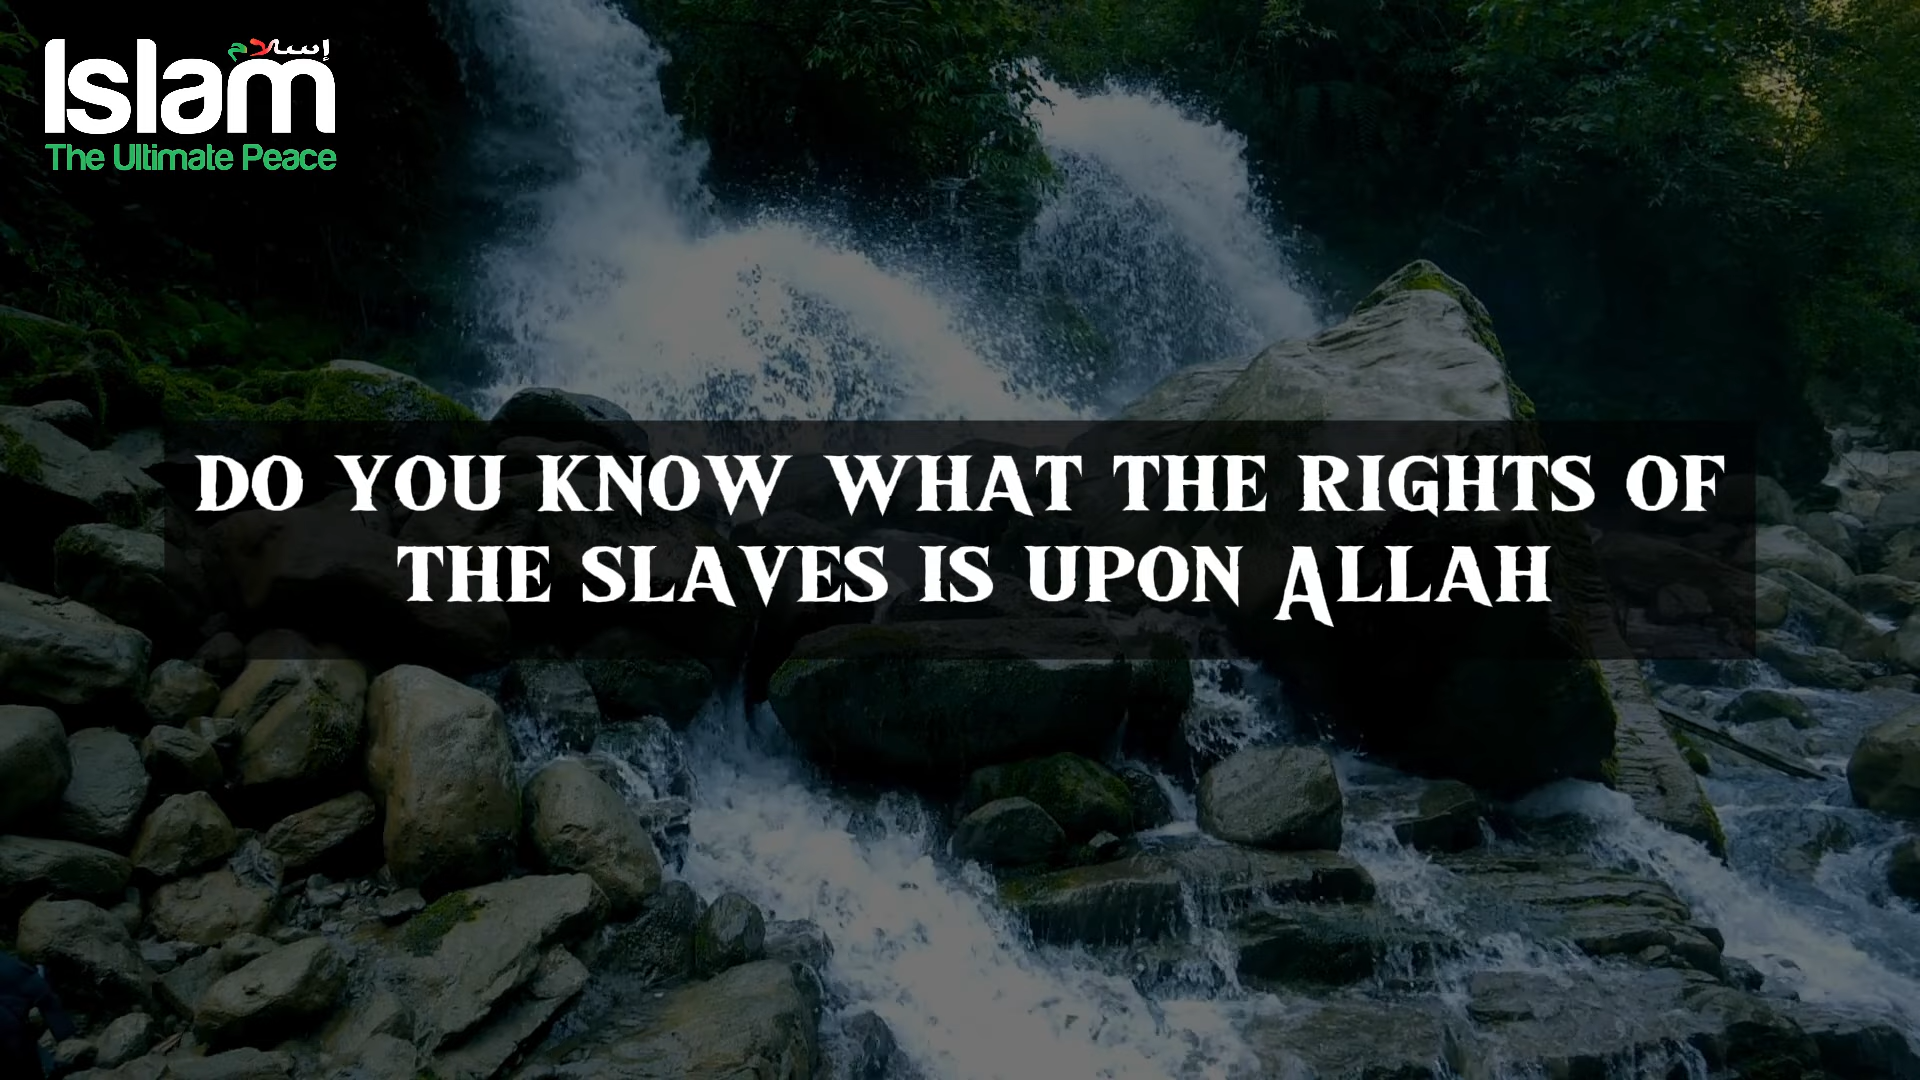 إسلام
Islam
The Ultimate Peace
DO YOU KNOW WHAT THE RIGHTS OF
THE SLAVES IS UPON ALLAH